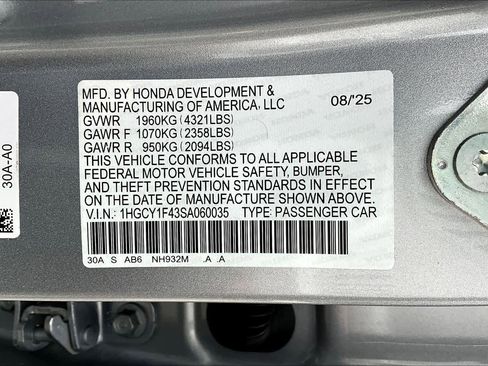 MFD. BY HONDA DEVELOPMENT &
MANUFACTURING OF AMERICA, LLC 08/'25
GVWR 1960KG (4321LBS)
GAWR F 1070KG (2358LBS)
GAWR R 950KG (2094LBS)
THIS VEHICLE CONFORMS TO ALL APPLICABLE
FEDERAL MOTOR VEHICLE SAFETY, BUMPER,
AND THEFT PREVENTION STANDARDS IN EFFECT
ON THE DATE OF MANUFACTURE SHOWN ABOVE.
V.I.N.: 1HGCY1F43SA060035 TYPE: PASSENGER CAR
30A S AB6 NH932M .A .A
30A-A0